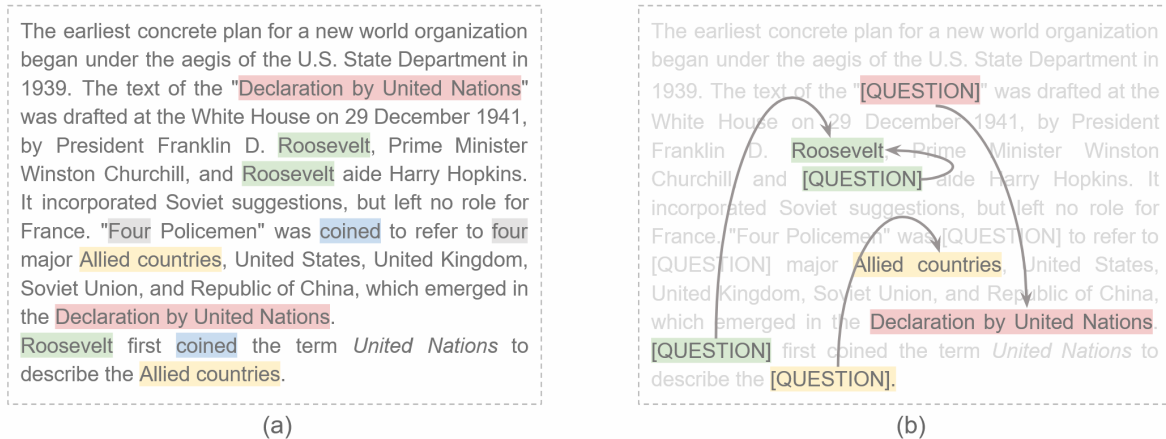 The earliest concrete plan for a new world organization
began under the aegis of the U.S. State Department in
1939. The text of the "Declaration by United Nations"
was drafted at the White House on 29 December 1941,
by President Franklin D. Roosevelt, Prime Minister
Winston Churchill, and Roosevelt aide Harry Hopkins.
It incorporated Soviet suggestions, but left no role for
France. "Four Policemen" was coined to refer to four
major Allied countries, United States, United Kingdom,
Soviet Union, and Republic of China, which emerged in
the Declaration by United Nations.
Roosevelt first coined the term United Nations to
describe the Allied countries.
(a)
The earliest concrete plan for a new world organization
began under the aegis of the U.S. State Department in
1939. The text of the "[QUESTION]" was drafted at the
White House on 29 December 1941, by President
Franklin D. Roosevelt, Prime Minister Winston
Churchill, and [QUESTION] aide Harry Hopkins. It
incorporated Soviet suggestions, but left no role for
France. "Four Policemen" was [QUESTION] to refer to
[QUESTION] major Allied countries, United States,
United Kingdom, Soviet Union, and Republic of China,
which emerged in the Declaration by United Nations.
[QUESTION] first coined the term United Nations to
describe the [QUESTION].
(b)